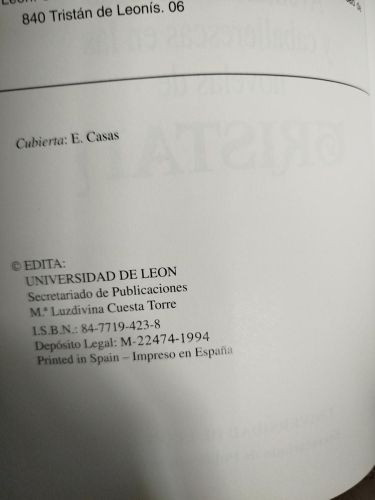 840 Tristán de Leonís. 06
Cubierta: E. Casas
© EDITA:
UNIVERSIDAD DE LEON
Secretariado de Publicaciones
M.ª Luzdivina Cuesta Torre
I.S.B.N.: 84-7719-423-8
Depósito Legal: M-22474-1994
Printed in Spain – Impreso en España